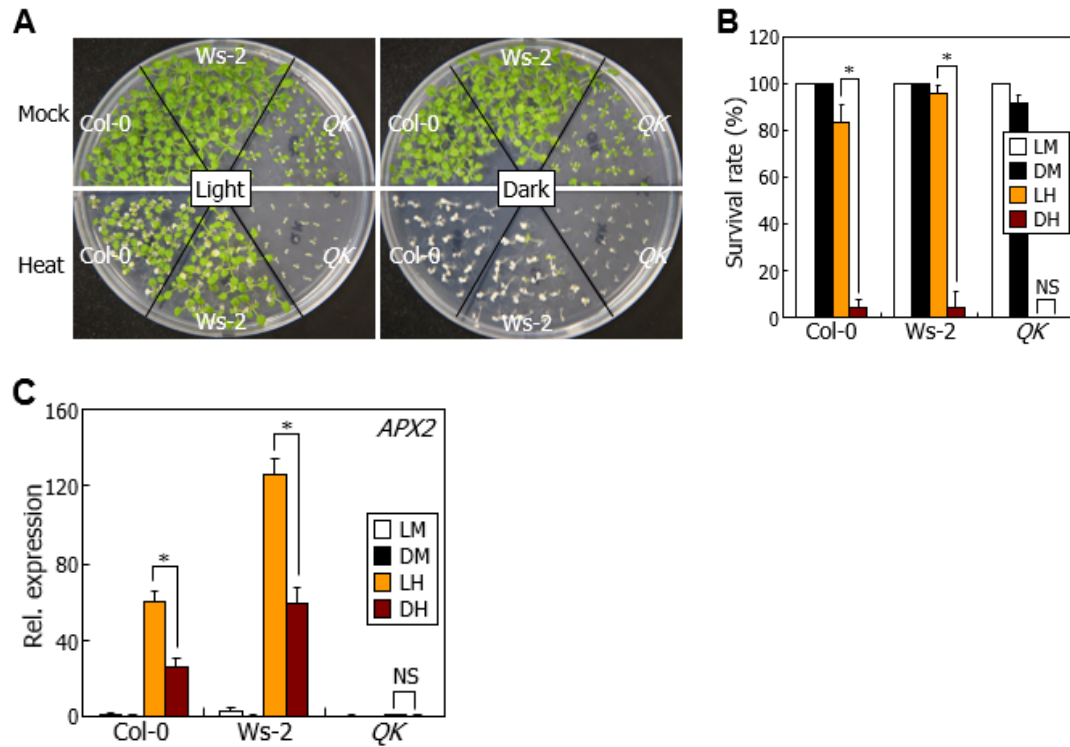 A
Mock
Heat
Ws-2
Col-0
QK
Light
Col-0
QK
Ws-2
Ws-2
Col-0
QK
Dark
Col-0
QK
Ws-2
B
Survival rate (%)
120
100
80
60
40
20
0
*
*
NS
LM
DM
LH
DH
Col-0
Ws-2
QK
C
Rel. expression
160
120
80
40
0
APX2
*
*
NS
LM
DM
LH
DH
Col-0
Ws-2
QK